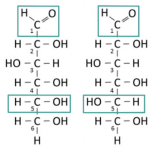 H O H O
C C
1 1
H – C – OH H – C – OH
2 2
HO – C – H HO – C – H
3 3
H – C – OH H – C – OH
4 4
H – C – OH HO – C – H
5 5
H – C – OH H – C – OH
6 6
H H